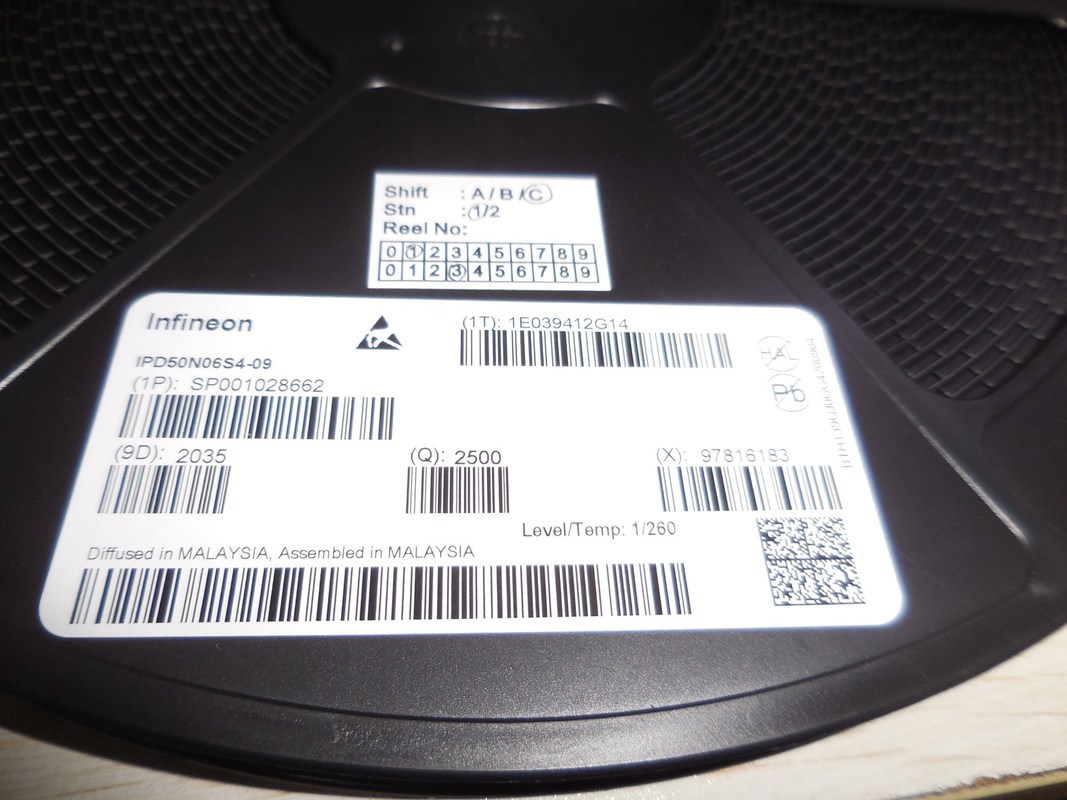 Shift : A/B/C
Stn : 1/2
Reel No:
0 1 2 3 4 5 6 7 8 9
0 1 2 3 4 5 6 7 8 9
Infineon
(1T): 1E039412G14
HAL
IPD50N06S4-09
(1P): SP001028662
Pb
(9D): 2035
(Q): 2500
(X): 97816183
Level/Temp: 1/260
Diffused in MALAYSIA, Assembled in MALAYSIA